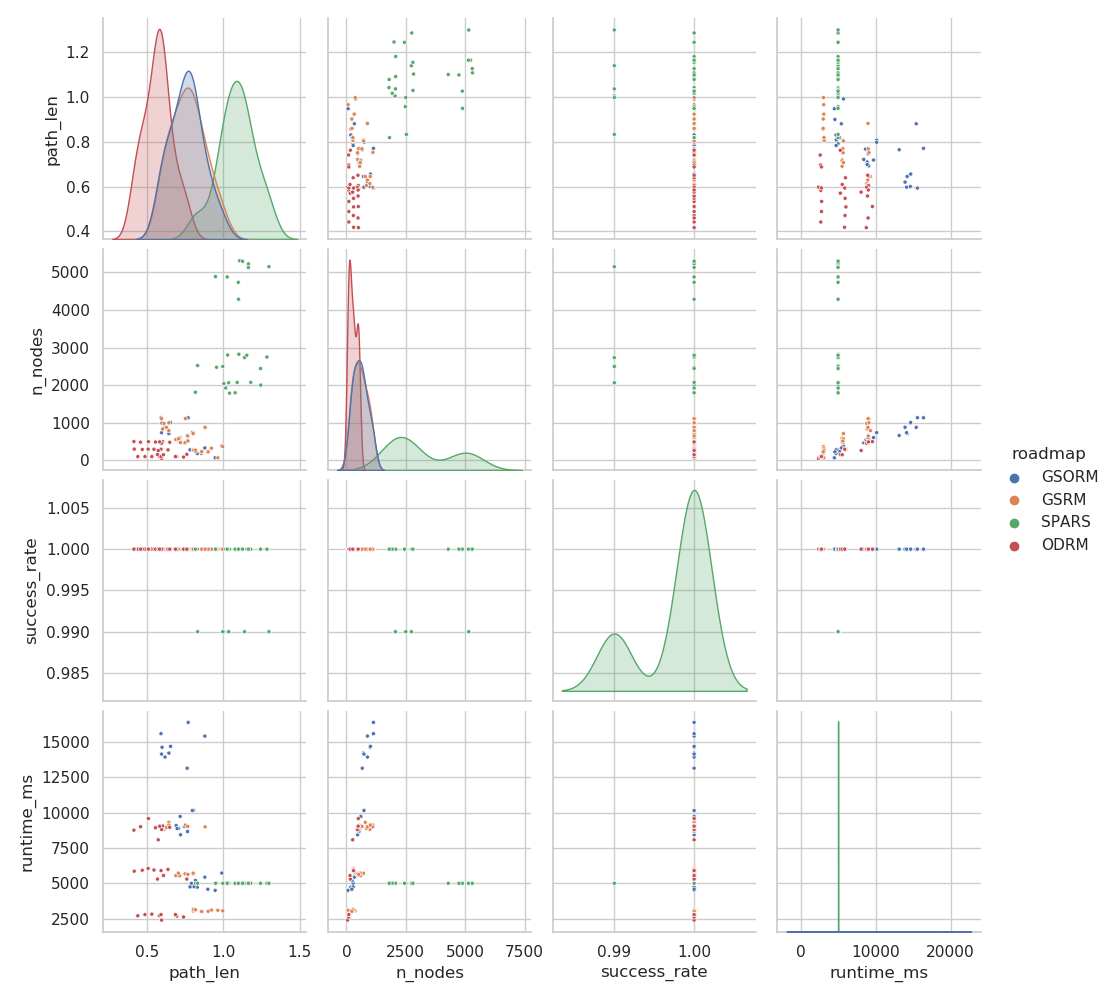 1.2
1.0
0.8
0.6
0.4
path_len
5000
4000
3000
2000
1000
0
n_nodes
1.005
1.000
0.995
0.990
0.985
success_rate
15000
12500
10000
7500
5000
2500
runtime_ms
0.5 1.0 1.5
path_len
0 2500 5000 7500
n_nodes
0.99 1.00
success_rate
0 10000 20000
runtime_ms
roadmap
GSORM
GSRM
SPARS
ODRM